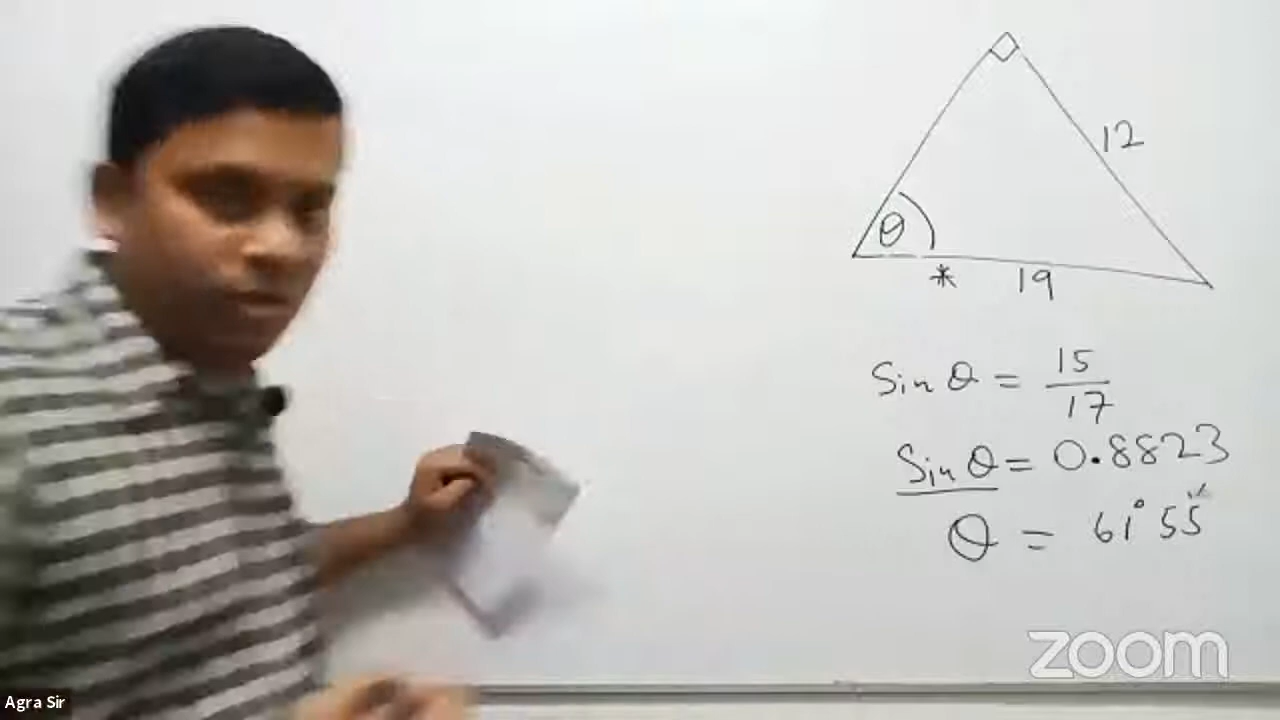 12
θ
* 19
Sin θ = 15/17
Sin θ = 0.8823
θ = 61° 55'
zoom
Agra Sir